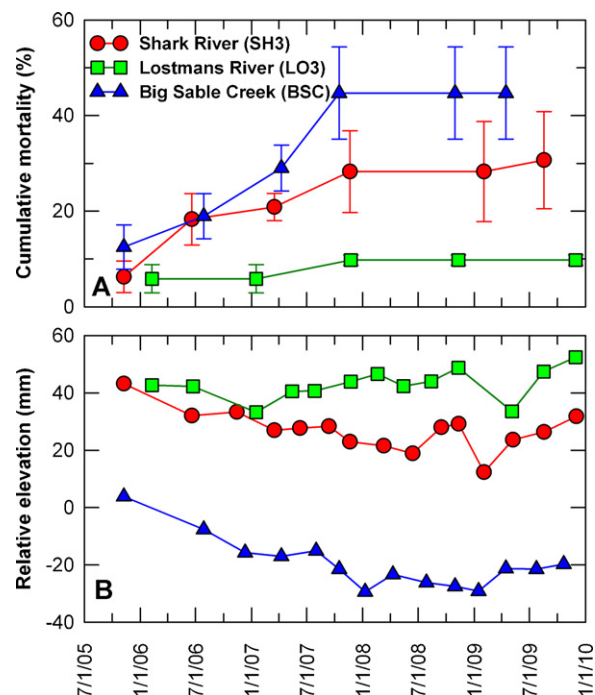 60
Shark River (SH3)
Lostmans River (LO3)
Big Sable Creek (BSC)
40
20
0
Cumulative mortality (%)
A
60
40
20
0
-20
-40
Relative elevation (mm)
B
7/1/05
1/1/06
7/1/06
1/1/07
7/1/07
1/1/08
7/1/08
1/1/09
7/1/09
1/1/10